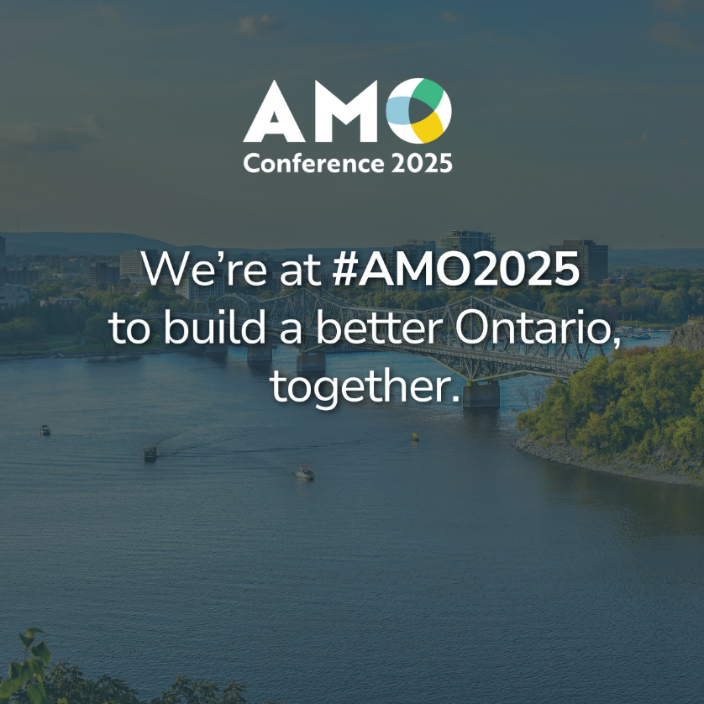 AMO
Conference 2025
We're at #AMO2025
to build a better Ontario,
together.